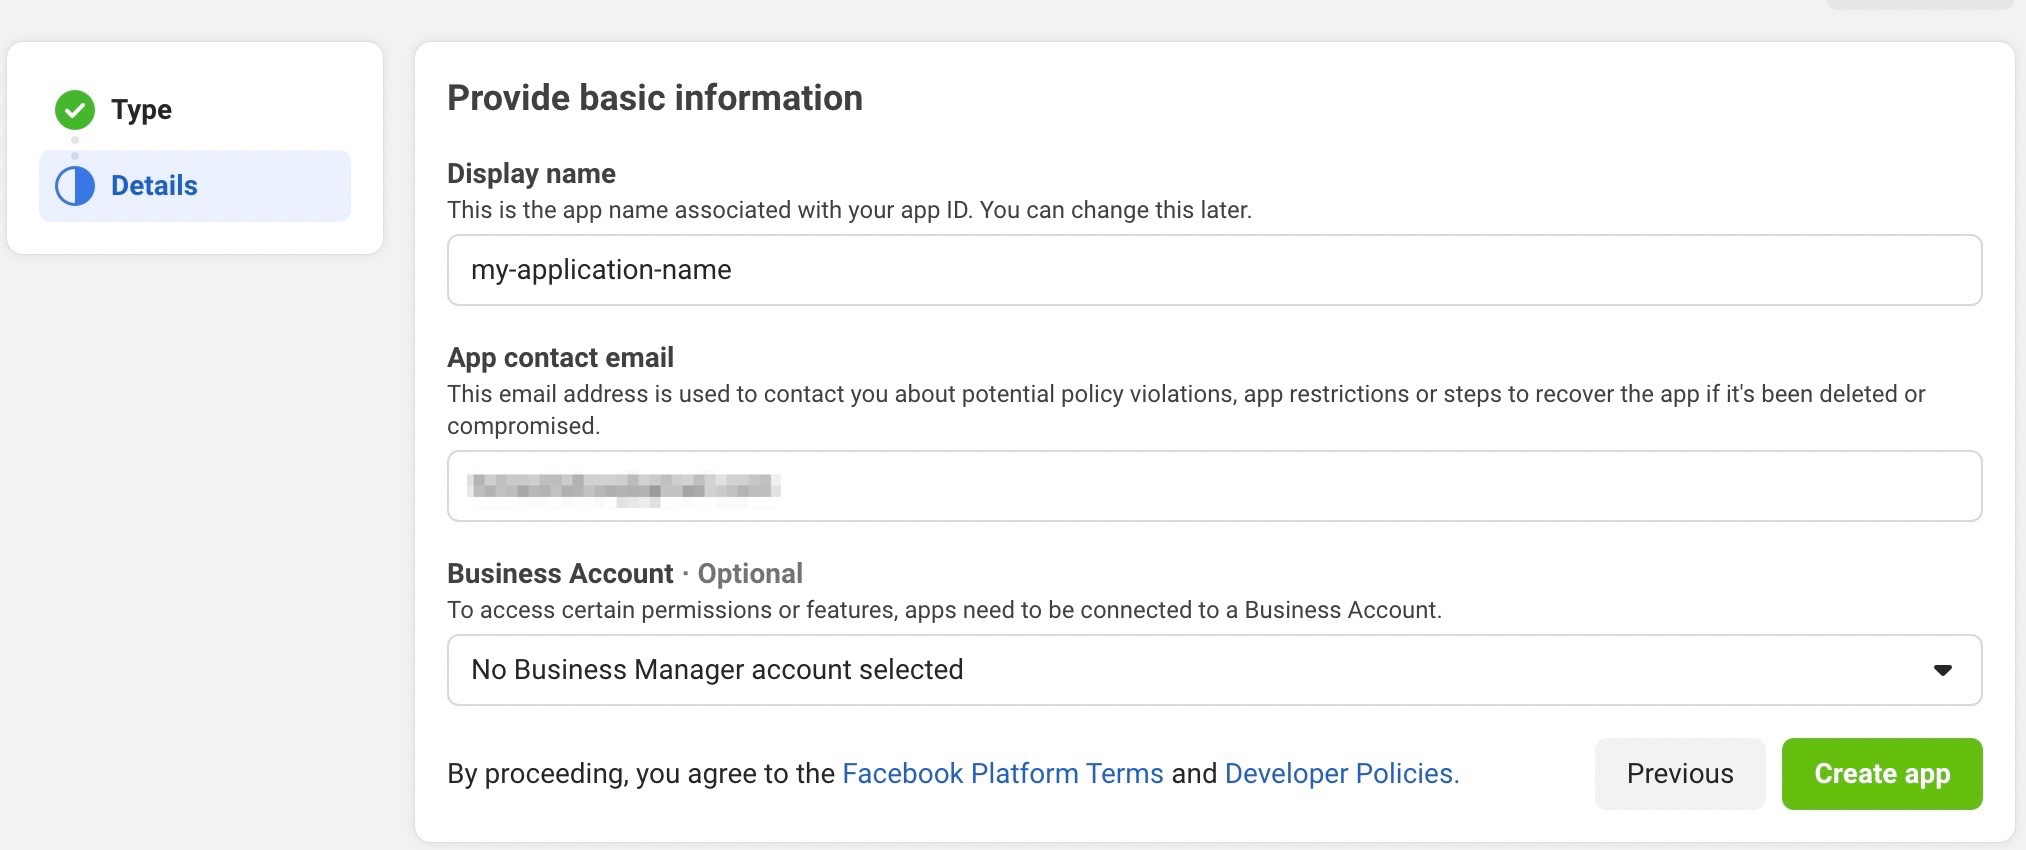 Type
Details
Provide basic information
Display name
This is the app name associated with your app ID. You can change this later.
my-application-name
App contact email
This email address is used to contact you about potential policy violations, app restrictions or steps to recover the app if it's been deleted or
compromised.
Business Account · Optional
To access certain permissions or features, apps need to be connected to a Business Account.
No Business Manager account selected
By proceeding, you agree to the Facebook Platform Terms and Developer Policies.
Previous
Create app